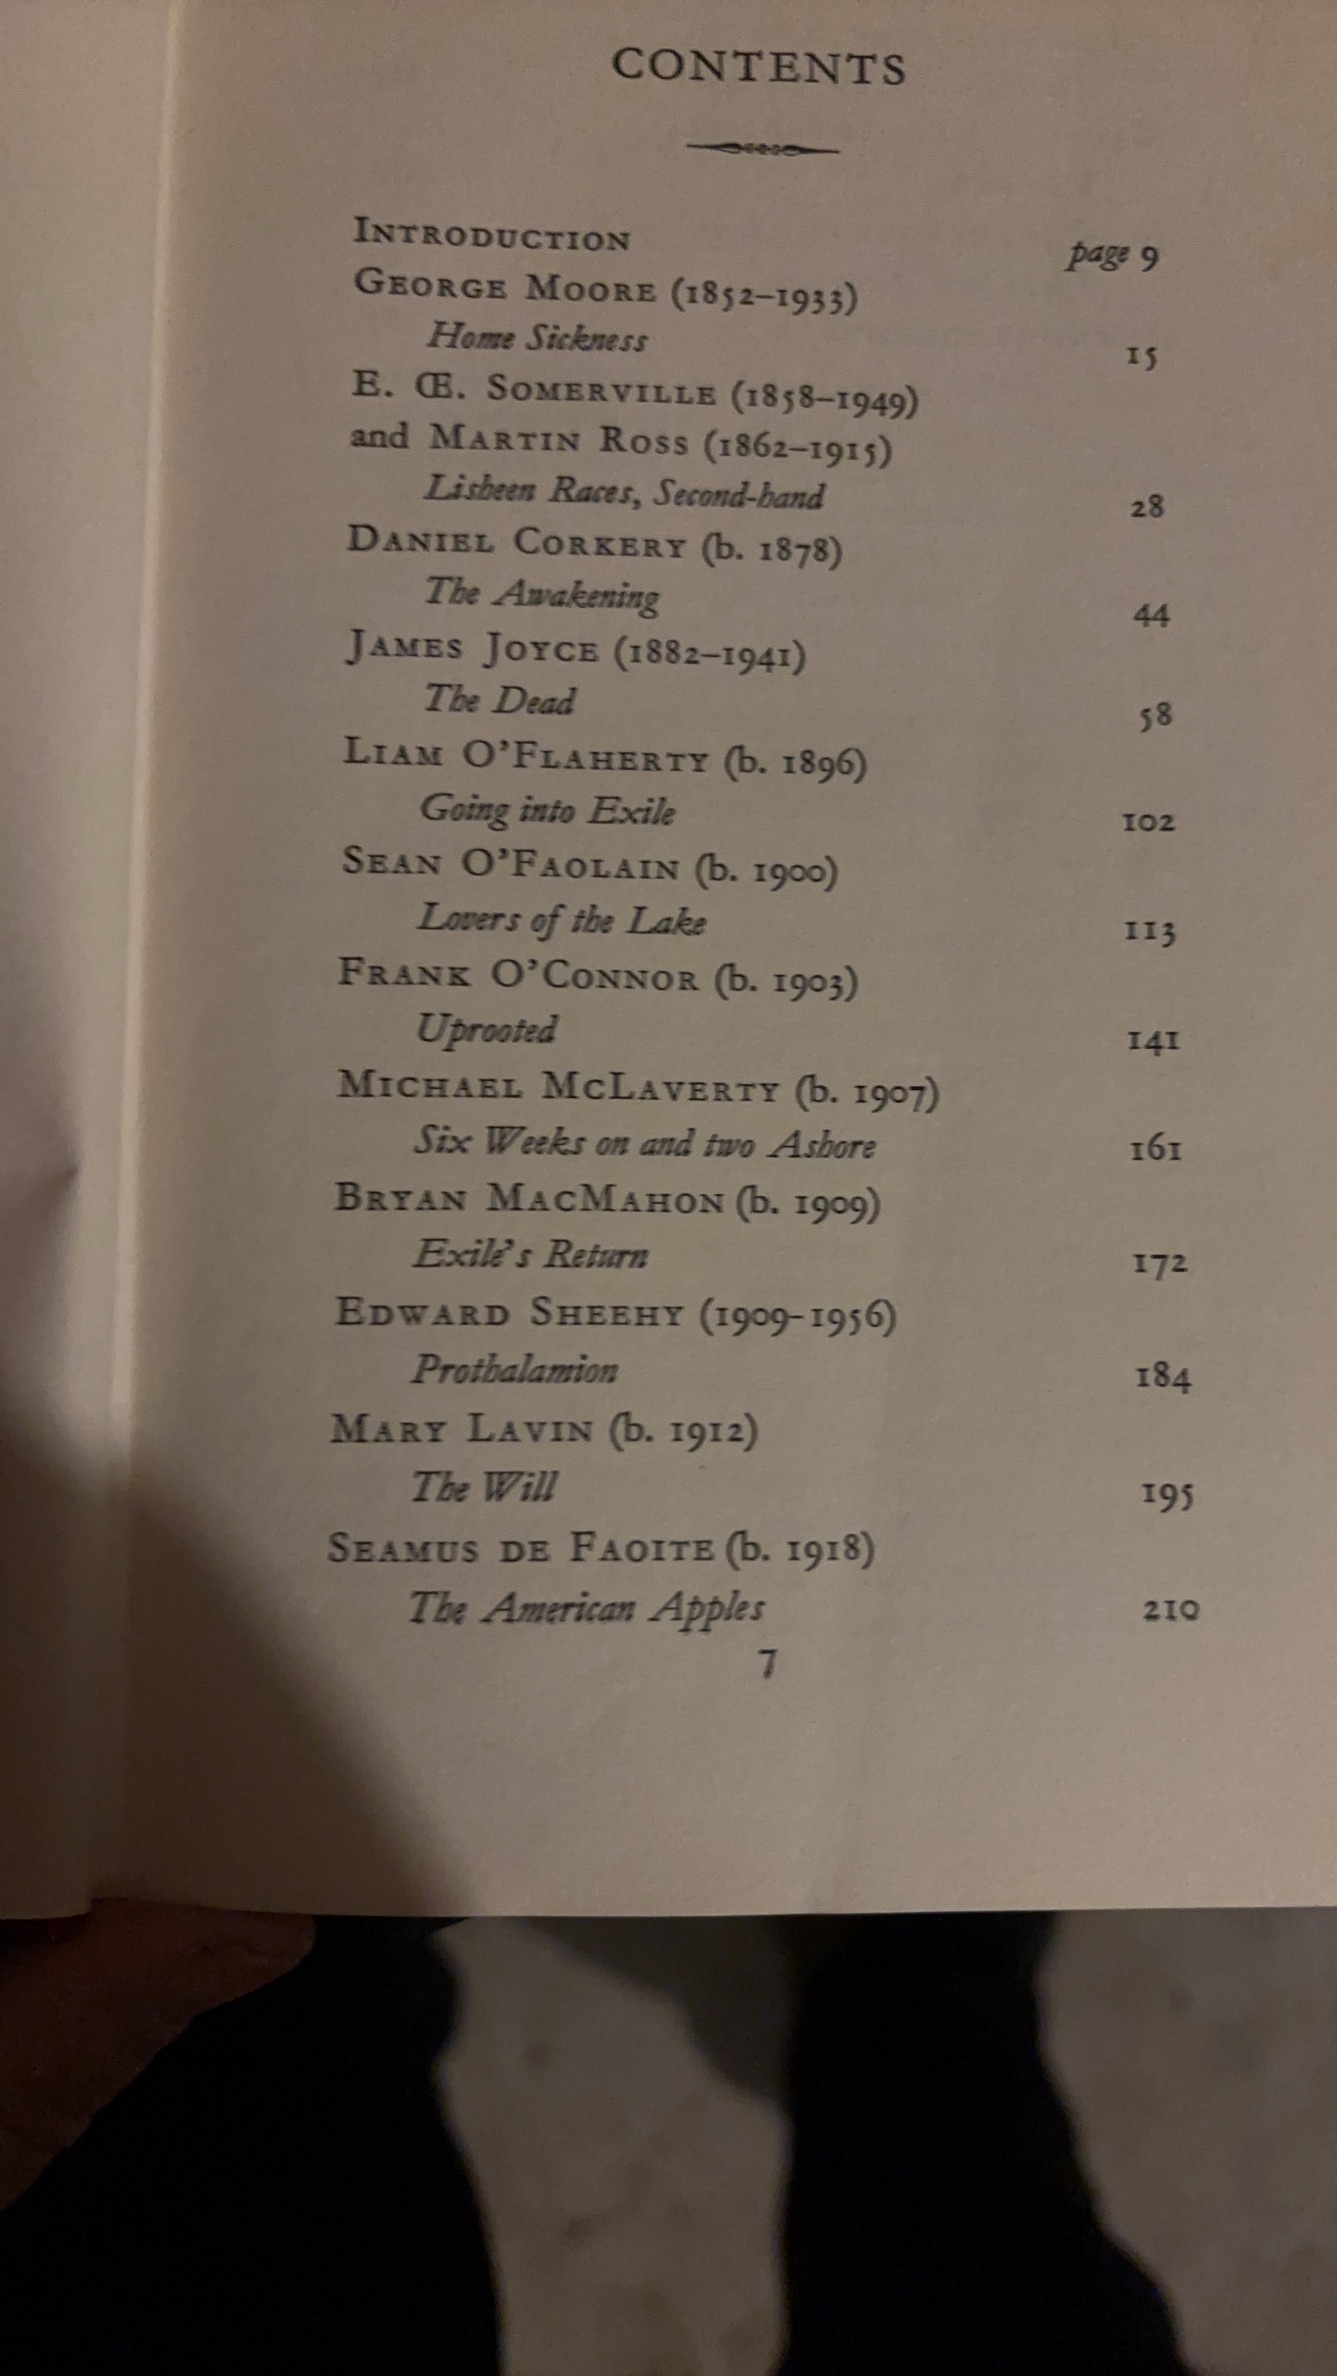 CONTENTS
INTRODUCTION page 9
GEORGE MOORE (1852–1933)
Home Sickness 15
E. Œ. SOMERVILLE (1858–1949)
and MARTIN ROSS (1862–1915)
Lisheen Races, Second-hand 28
DANIEL CORKERY (b. 1878)
The Awakening 44
JAMES JOYCE (1882–1941)
The Dead 58
LIAM O'FLAHERTY (b. 1896)
Going into Exile 102
SEAN O'FAOLAIN (b. 1900)
Lovers of the Lake 113
FRANK O'CONNOR (b. 1903)
Uprooted 141
MICHAEL MCLAVERTY (b. 1907)
Six Weeks on and two Ashore 161
BRYAN MACMAHON (b. 1909)
Exile's Return 172
EDWARD SHEEHY (1909-1956)
Prothalamion 184
MARY LAVIN (b. 1912)
The Will 195
SEAMUS DE FAOITE (b. 1918)
The American Apples 210
7